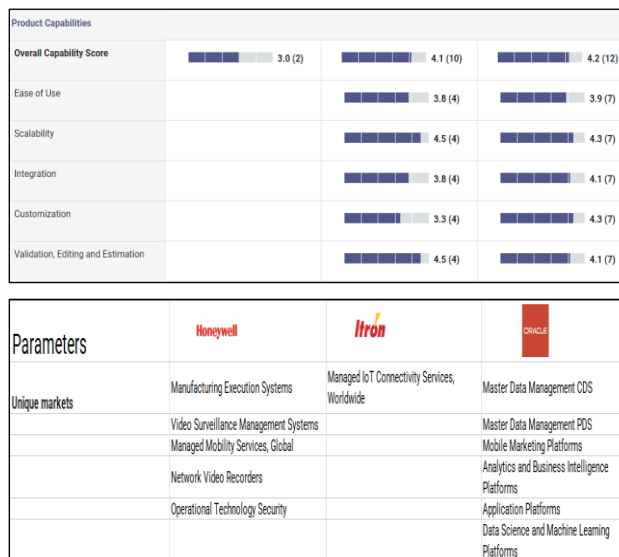 Product Capabilities
Overall Capability Score 3.0 (2) 4.1 (10) 4.2 (12)
Ease of Use 3.8 (4) 3.9 (7)
Scalability 4.5 (4) 4.3 (7)
Integration 3.8 (4) 4.1 (7)
Customization 3.3 (4) 4.3 (7)
Validation, Editing and Estimation 4.5 (4) 4.1 (7)
Parameters Honeywell Itrón ORACLE
Unique markets Manufacturing Execution Systems Managed IoT Connectivity Services, Worldwide Master Data Management CDS
Video Surveillance Management Systems Master Data Management PDS
Managed Mobility Services, Global Mobile Marketing Platforms
Network Video Recorders Analytics and Business Intelligence Platforms
Operational Technology Security Application Platforms
Data Science and Machine Learning Platforms